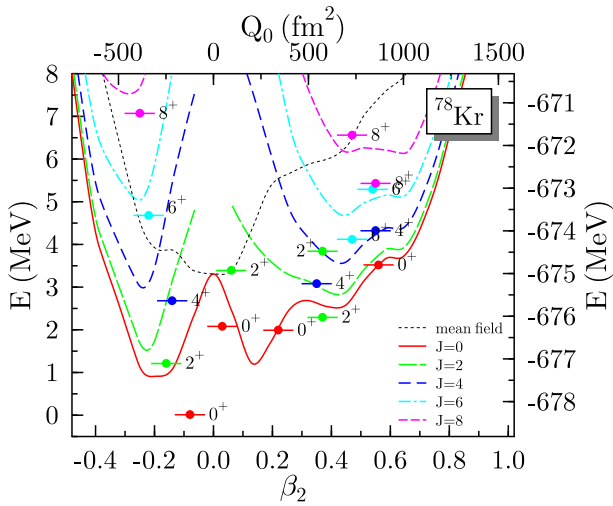 Q₀ (fm²)
-500 0 500 1000 1500
8
7
6
5
4
3
2
1
0
E (MeV)
-671
-672
-673
-674
-675
-676
-677
-678
E (MeV)
⁷⁸Kr
8⁺
8⁺
8⁺
6⁺
6⁺
6⁺
4⁺
2⁺
0⁺
2⁺
4⁺
4⁺
2⁺
0⁺
0⁺
2⁺
0⁺
mean field
J=0
J=2
J=4
J=6
J=8
-0.4 -0.2 0.0 0.2 0.4 0.6 0.8 1.0
β₂